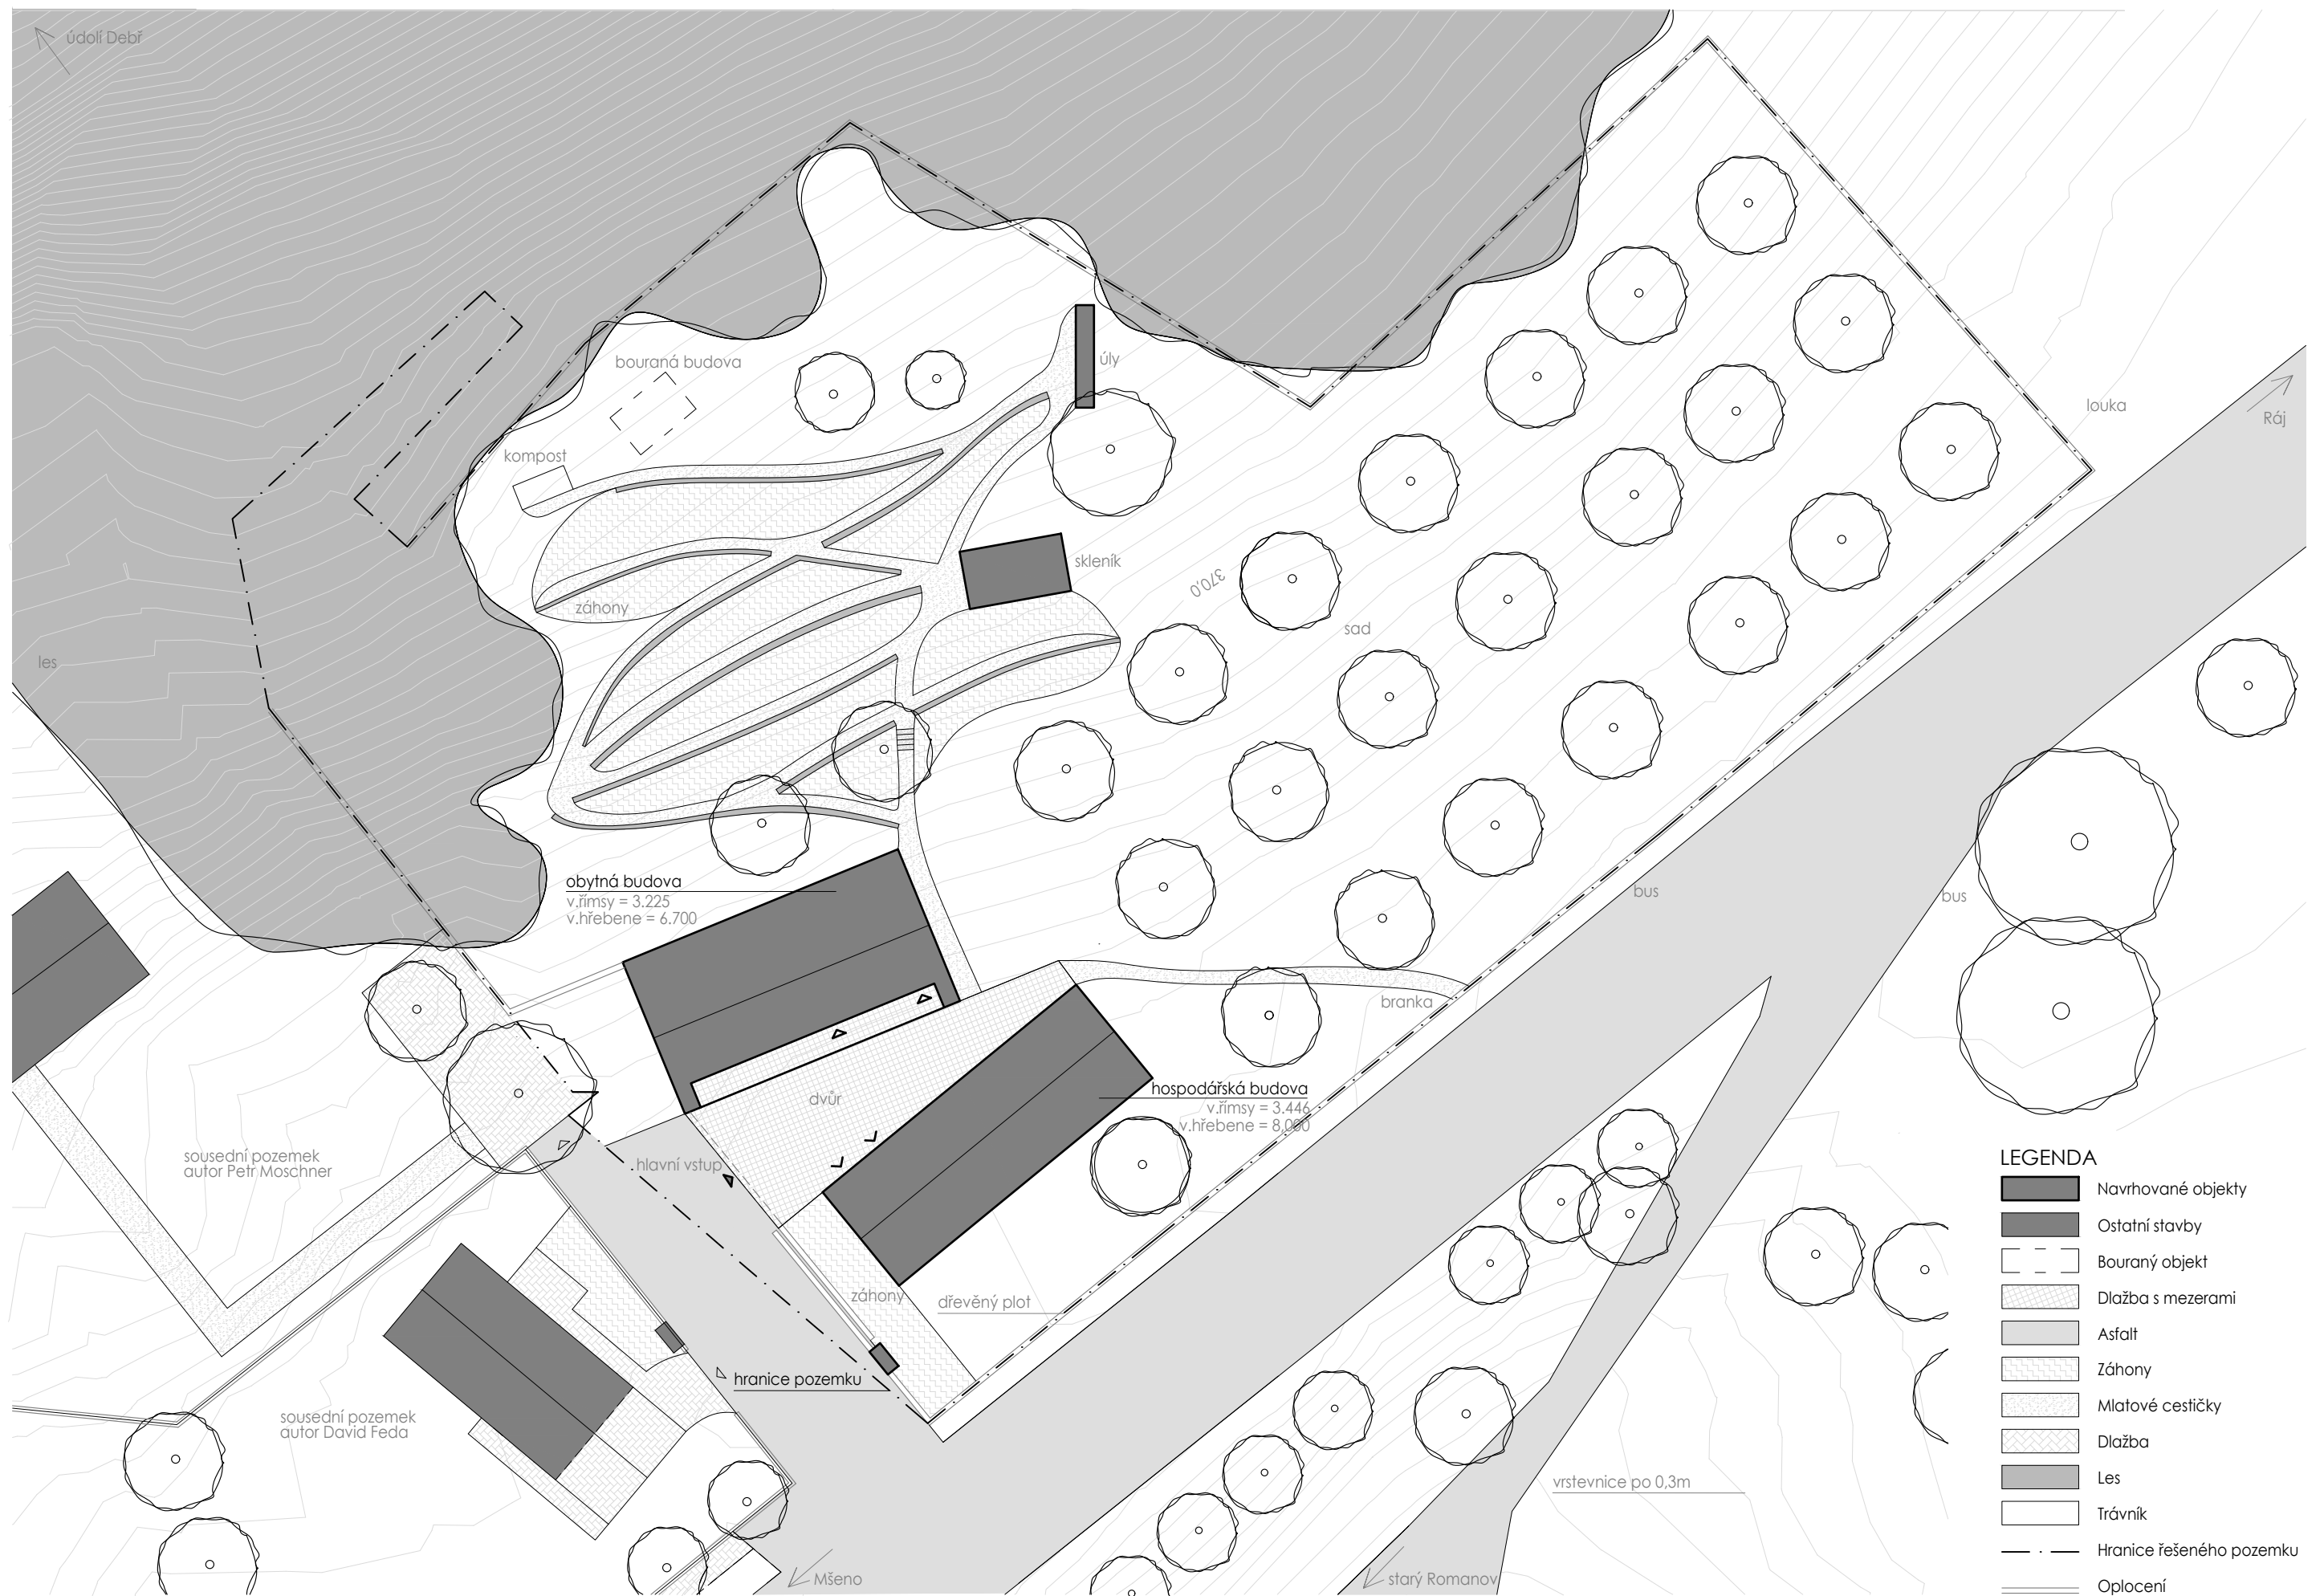 údolí Debř
bouraná budova
úly
kompost
louka
Ráj
skleník
370,0
záhony
sad
les
obytná budova
v.římsy = 3.225
v.hřebene = 6.700
bus
bus
branka
hospodářská budova
v.římsy = 3.446
v.hřebene = 8,000
dvůr
hlavní vstup
sousední pozemek
autor Petr Moschner
záhony
dřevěný plot
hranice pozemku
sousední pozemek
autor David Feda
vrstevnice po 0,3m
Mšeno
starý Romanov
LEGENDA
Navrhované objekty
Ostatní stavby
Bouraný objekt
Dlažba s mezerami
Asfalt
Záhony
Mlatové cestičky
Dlažba
Les
Trávník
Hranice řešeného pozemku
Oplocení